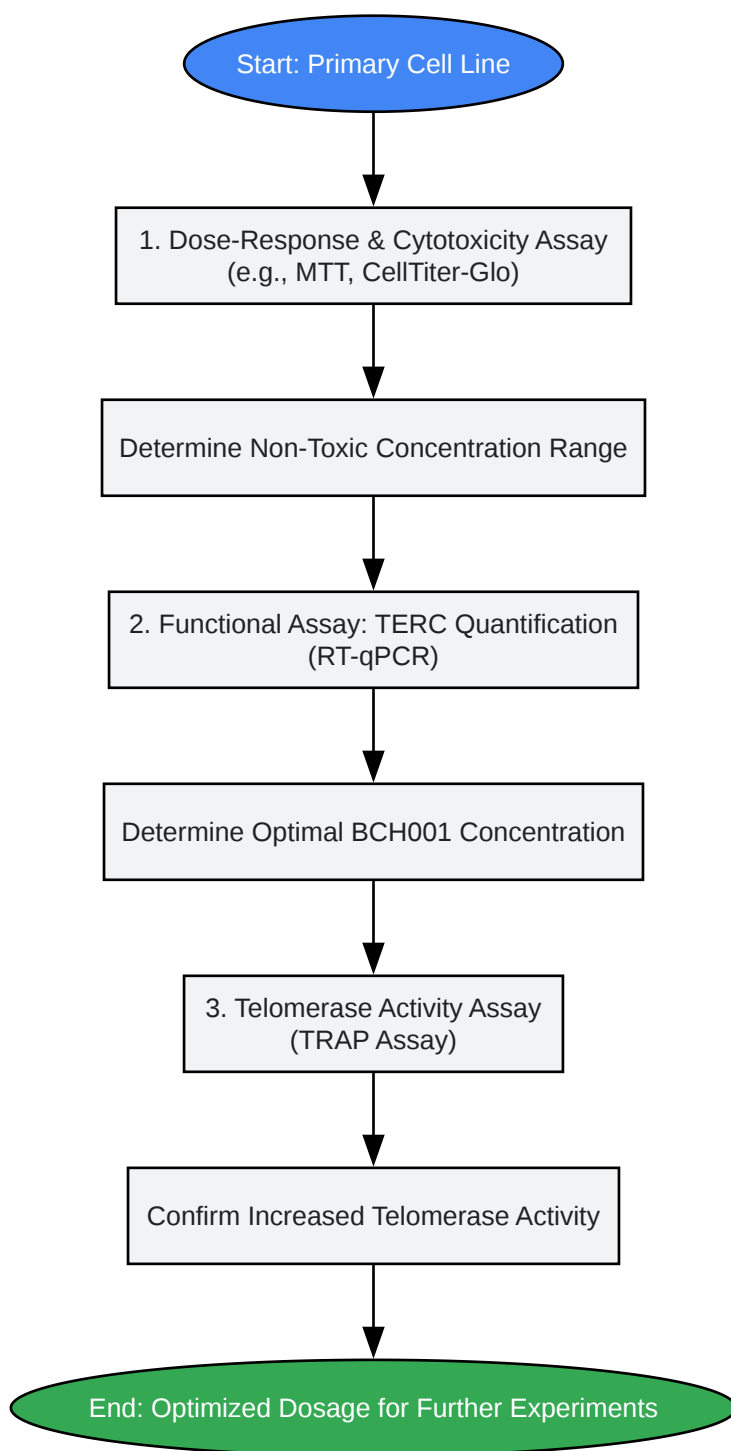 Start: Primary Cell Line
1. Dose-Response & Cytotoxicity Assay
(e.g., MTT, CellTiter-Glo)
Determine Non-Toxic Concentration Range
2. Functional Assay: TERC Quantification
(RT-qPCR)
Determine Optimal BCH001 Concentration
3. Telomerase Activity Assay
(TRAP Assay)
Confirm Increased Telomerase Activity
End: Optimized Dosage for Further Experiments